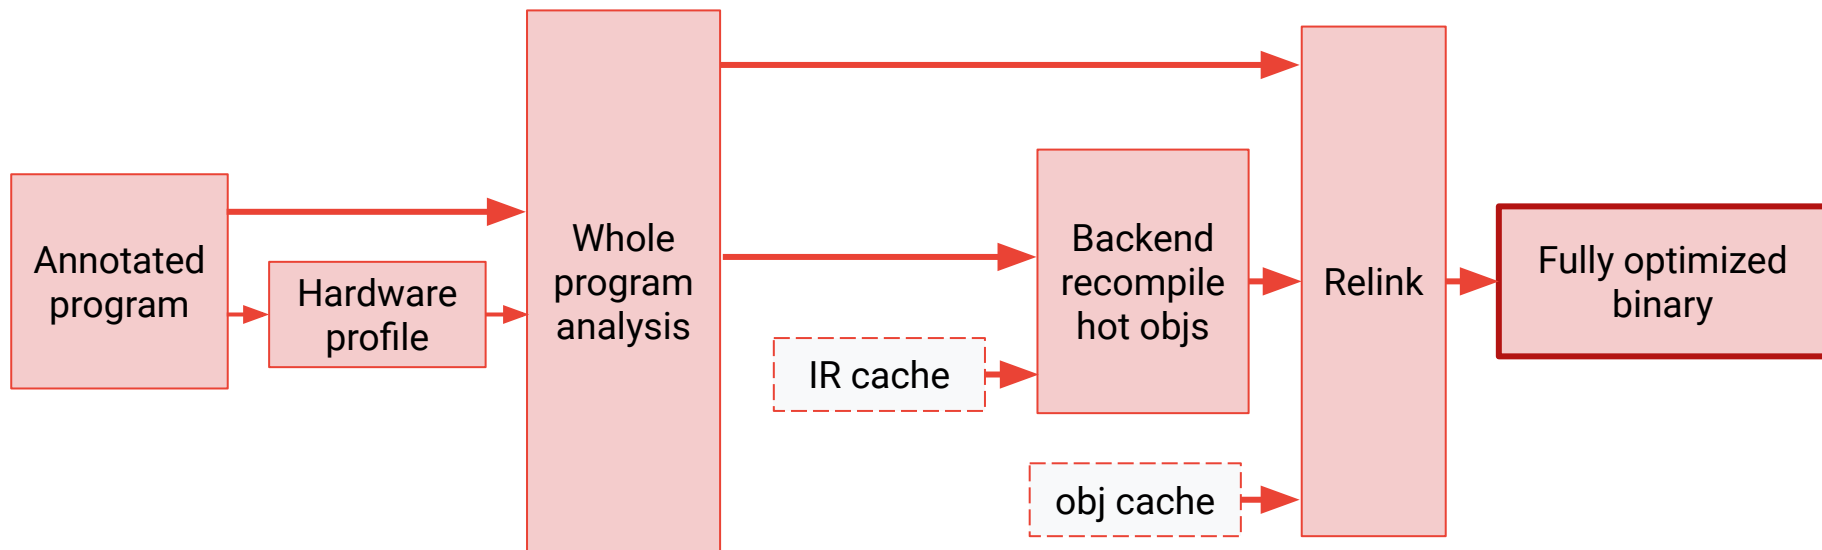 Annotated
program
Hardware
profile
Whole
program
analysis
IR cache
Backend
recompile
hot objs
obj cache
Relink
Fully optimized
binary